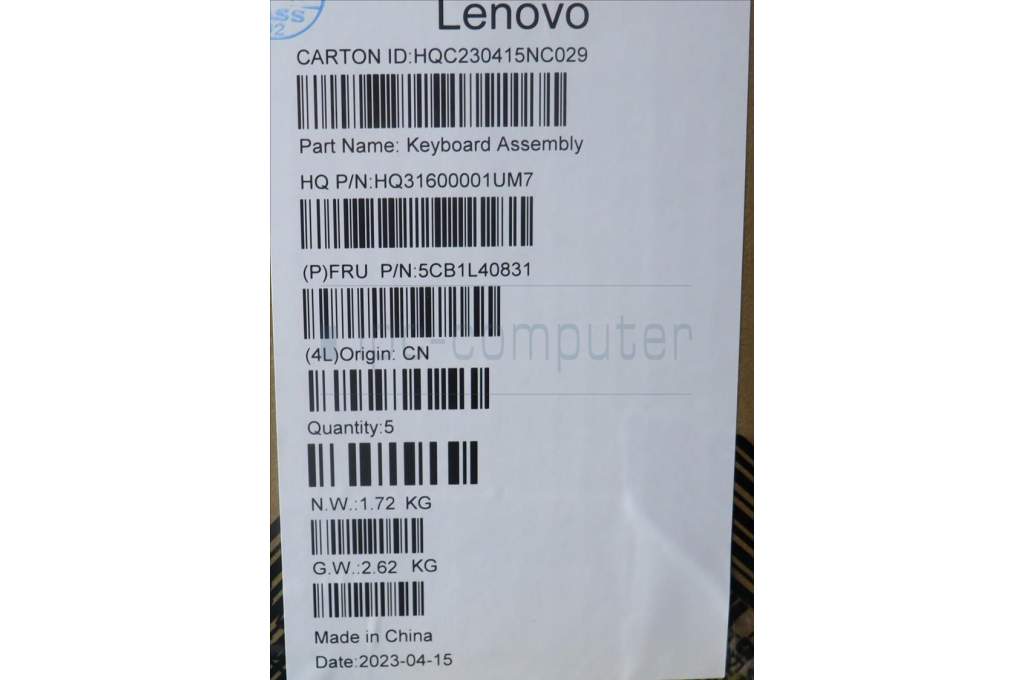 Lenovo
CARTON ID:HQC230415NC029
Part Name: Keyboard Assembly
HQ P/N:HQ31600001UM7
(P)FRU P/N:5CB1L40831
-computer
(4L)Origin: CN
Quantity:5
N.W.:1.72 KG
G.W.:2.62 KG
Made in China
Date:2023-04-15